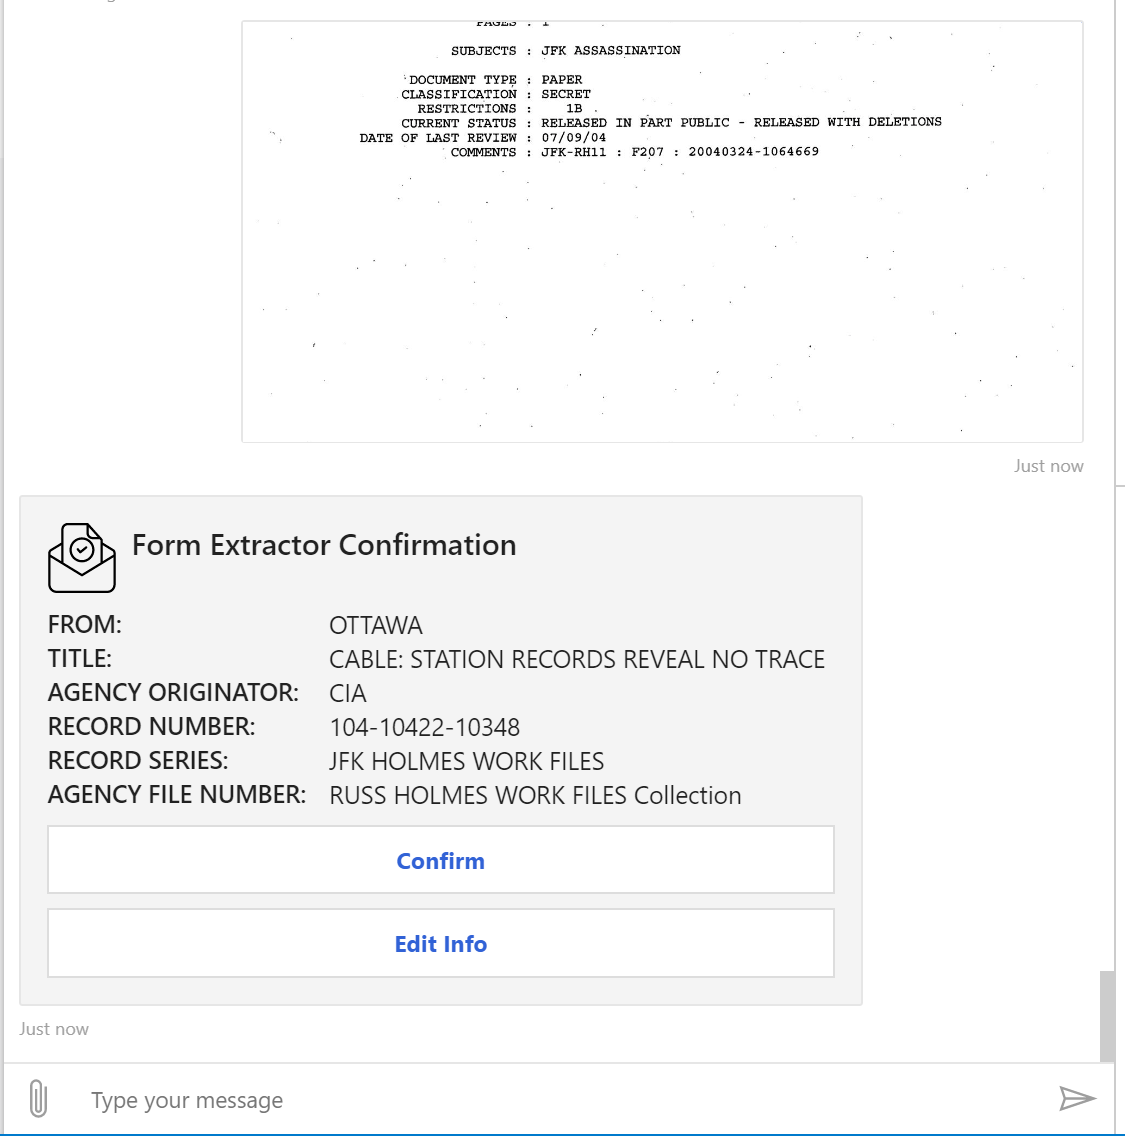 PAGES : 1
SUBJECTS : JFK ASSASSINATION
DOCUMENT TYPE : PAPER
CLASSIFICATION : SECRET
RESTRICTIONS : 1B
CURRENT STATUS : RELEASED IN PART PUBLIC - RELEASED WITH DELETIONS
DATE OF LAST REVIEW : 07/09/04
COMMENTS : JFK-RH11 : F207 : 20040324-1064669
Just now
Form Extractor Confirmation
FROM: OTTAWA
TITLE: CABLE: STATION RECORDS REVEAL NO TRACE
AGENCY ORIGINATOR: CIA
RECORD NUMBER: 104-10422-10348
RECORD SERIES: JFK HOLMES WORK FILES
AGENCY FILE NUMBER: RUSS HOLMES WORK FILES Collection
Confirm
Edit Info
Just now
Type your message